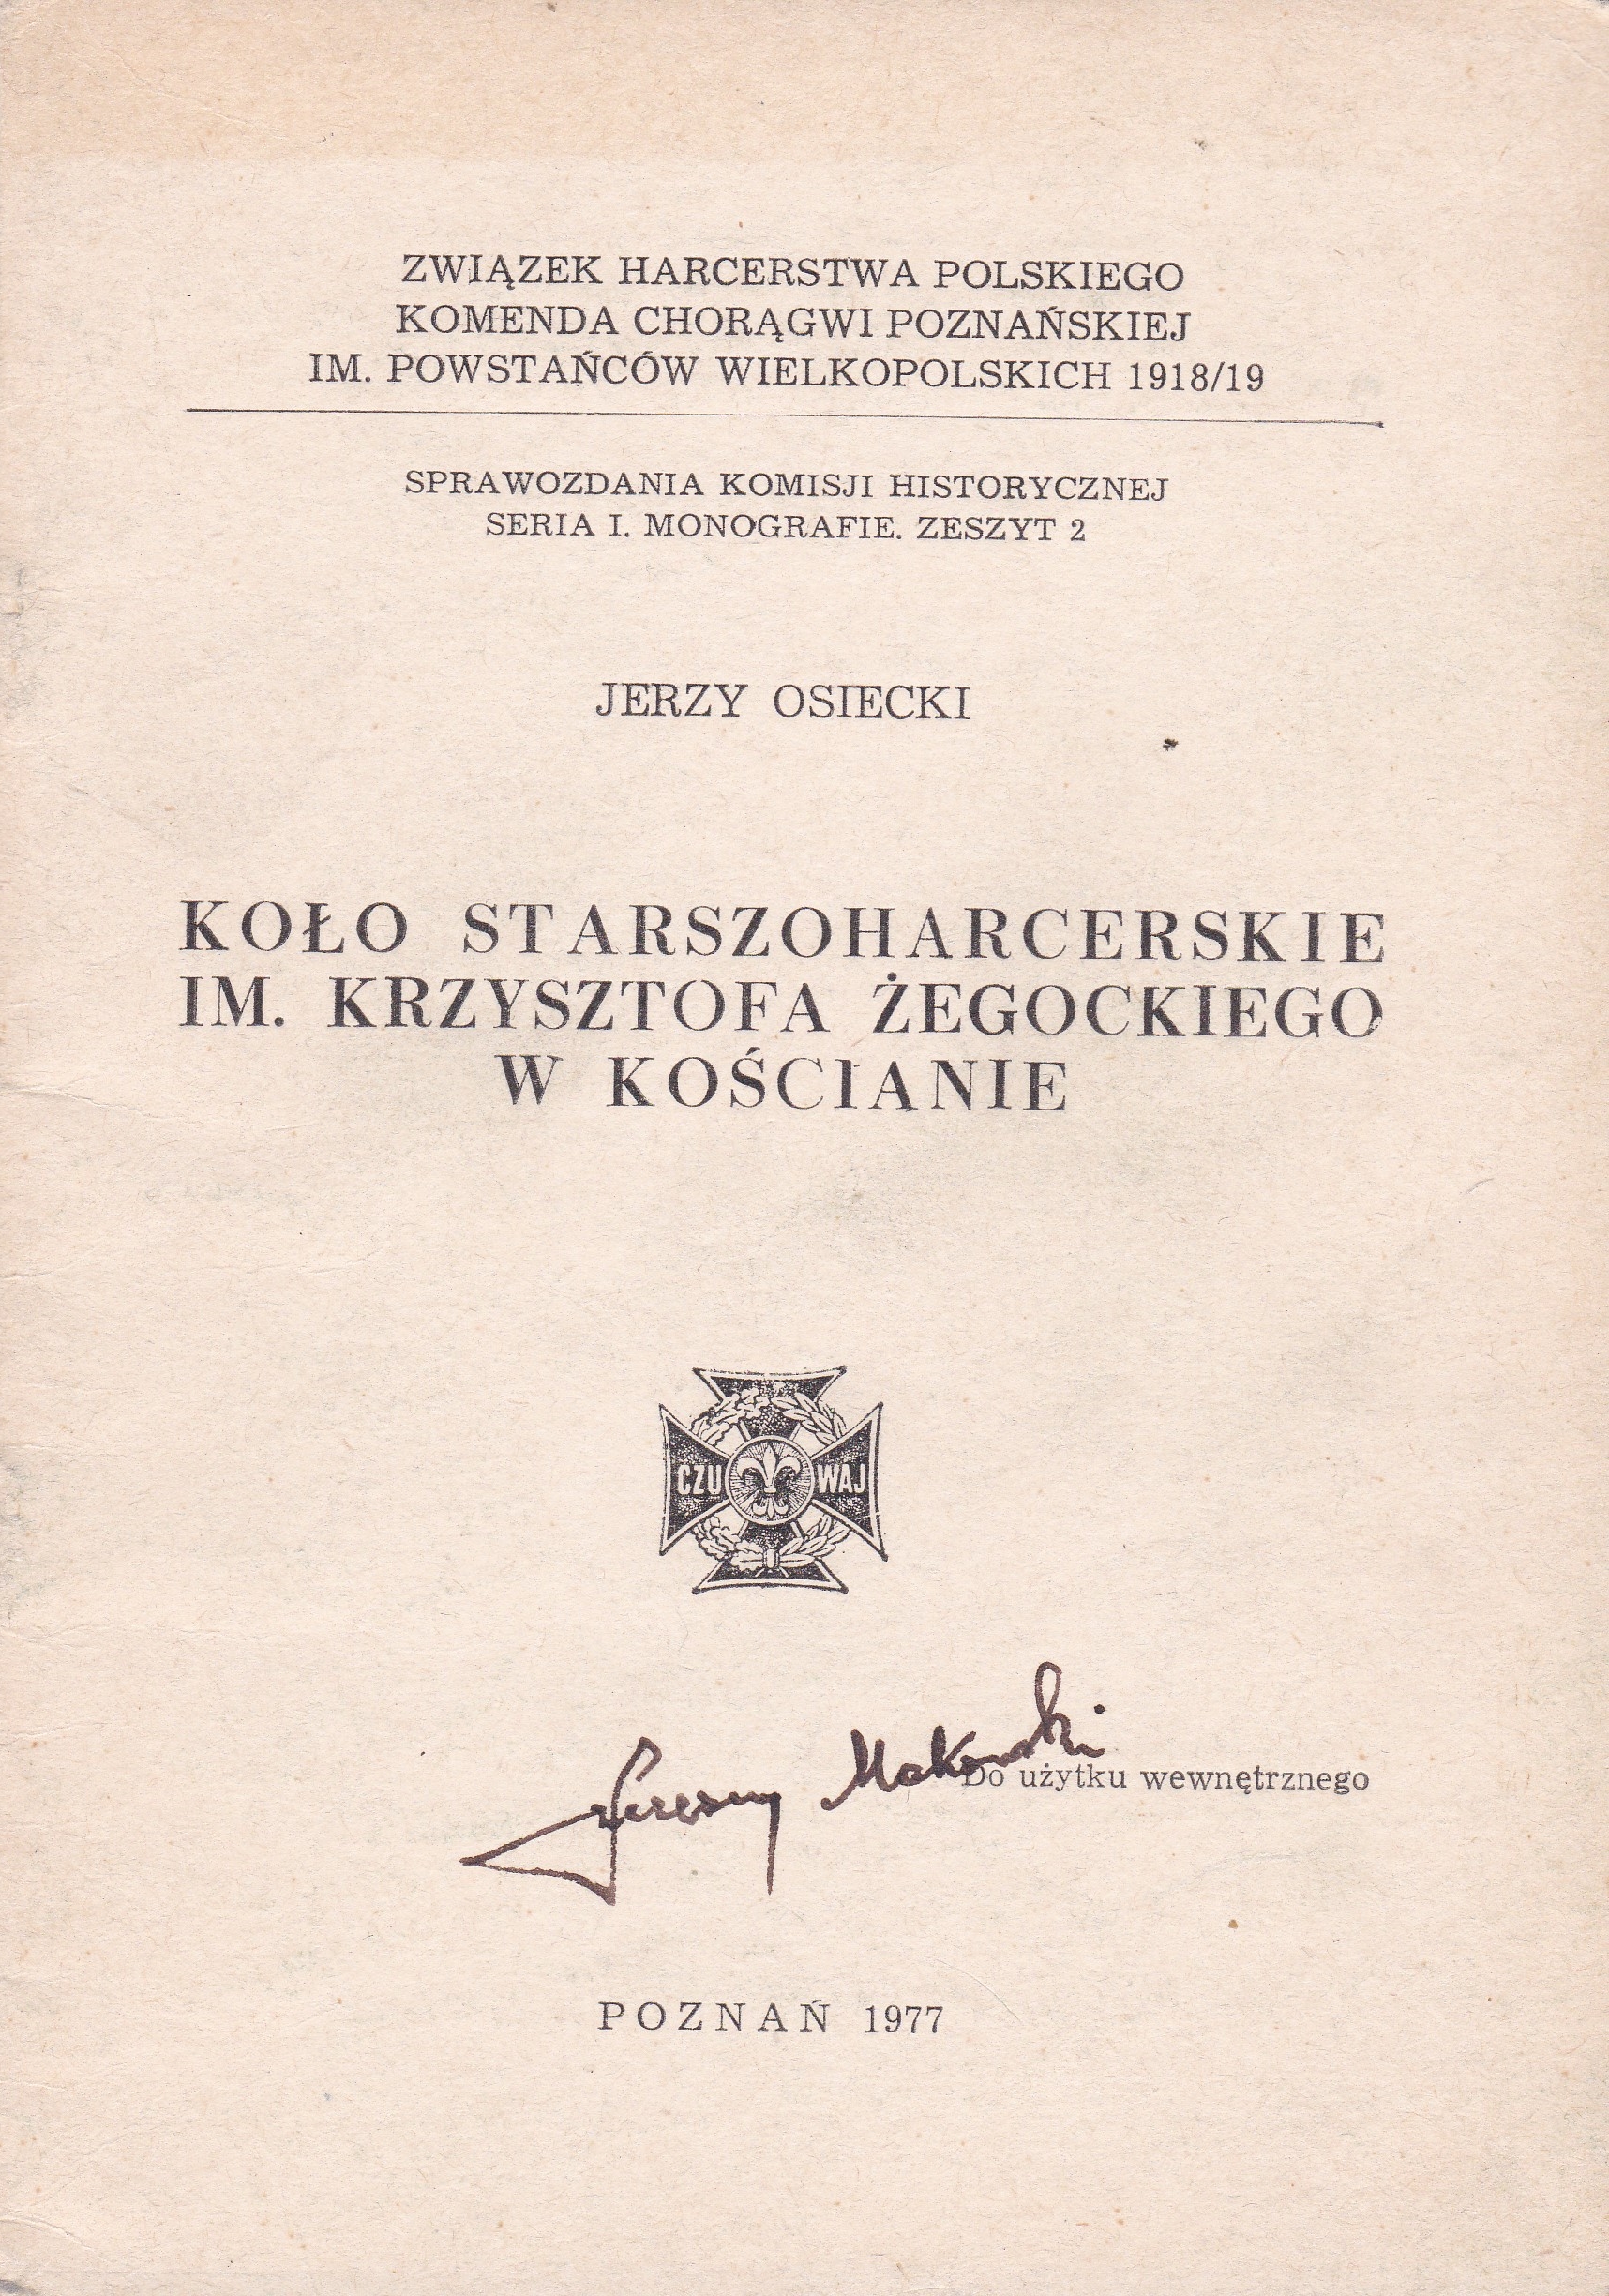 ZWIĄZEK HARCERSTWA POLSKIEGO
KOMENDA CHORĄGWI POZNAŃSKIEJ
IM. POWSTAŃCÓW WIELKOPOLSKICH 1918/19
SPRAWOZDANIA KOMISJI HISTORYCZNEJ
SERIA I. MONOGRAFIE. ZESZYT 2
JERZY OSIECKI
KOŁO STARSZOHARCERSKIE
IM. KRZYSZTOFA ŻEGOCKIEGO
W KOŚCIANIE
CZU WAJ
Makowski
Do użytku wewnętrznego
POZNAŃ 1977